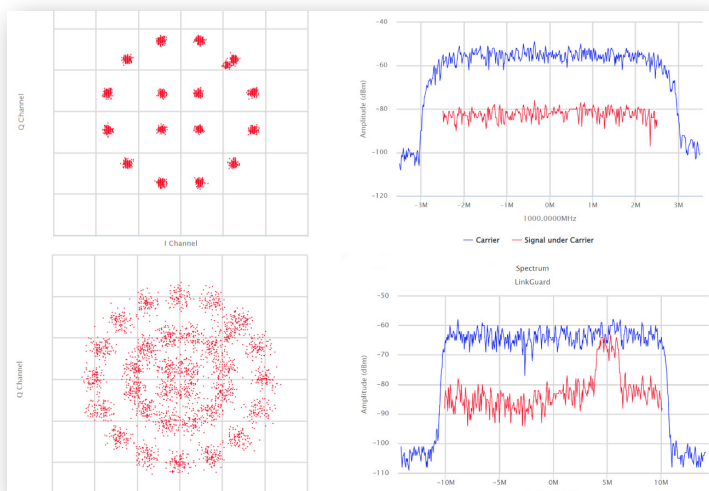 Q Channel
I Channel
Amplitude (dBm)
-40
-60
-80
-100
-120
-3M
-2M
-1M
0M
1M
2M
3M
1000.0000MHz
Carrier
Signal under Carrier
Q Channel
Spectrum
LinkGuard
Amplitude (dBm)
-50
-60
-70
-80
-90
-100
-110
-10M
-5M
0M
5M
10M